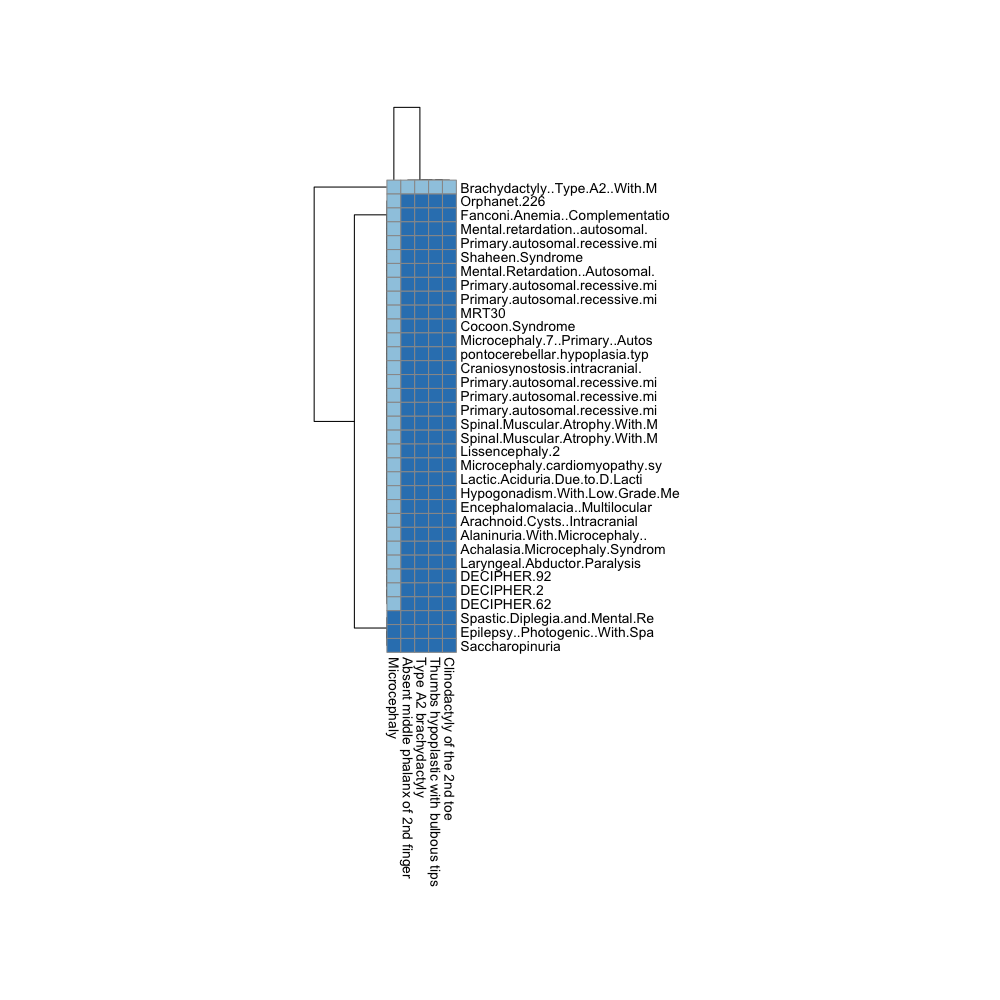 Brachydactyly..Type.A2..With.M
Orphanet.226
Fanconi.Anemia..Complementatio
Mental.retardation..autosomal.
Primary.autosomal.recessive.mi
Shaheen.Syndrome
Mental.Retardation..Autosomal.
Primary.autosomal.recessive.mi
Primary.autosomal.recessive.mi
MRT30
Cocoon.Syndrome
Microcephaly.7..Primary..Autos
pontocerebellar.hypoplasia.typ
Craniosynostosis.intracranial.
Primary.autosomal.recessive.mi
Primary.autosomal.recessive.mi
Primary.autosomal.recessive.mi
Spinal.Muscular.Atrophy.With.M
Spinal.Muscular.Atrophy.With.M
Lissencephaly.2
Microcephaly.cardiomyopathy.sy
Lactic.Aciduria.Due.to.D.Lacti
Hypogonadism.With.Low.Grade.Me
Encephalomalacia..Multilocular
Arachnoid.Cysts..Intracranial
Alaninuria.With.Microcephaly..
Achalasia.Microcephaly.Syndrom
Laryngeal.Abductor.Paralysis
DECIPHER.92
DECIPHER.2
DECIPHER.62
Spastic.Diplegia.and.Mental.Re
Epilepsy..Photogenic..With.Spa
Saccharopinuria
Microcephaly
Absent middle phalanx of 2nd finger
Type A2 brachydactyly
Thumbs hypoplastic with bulbous tips
Clinodactyly of the 2nd toe